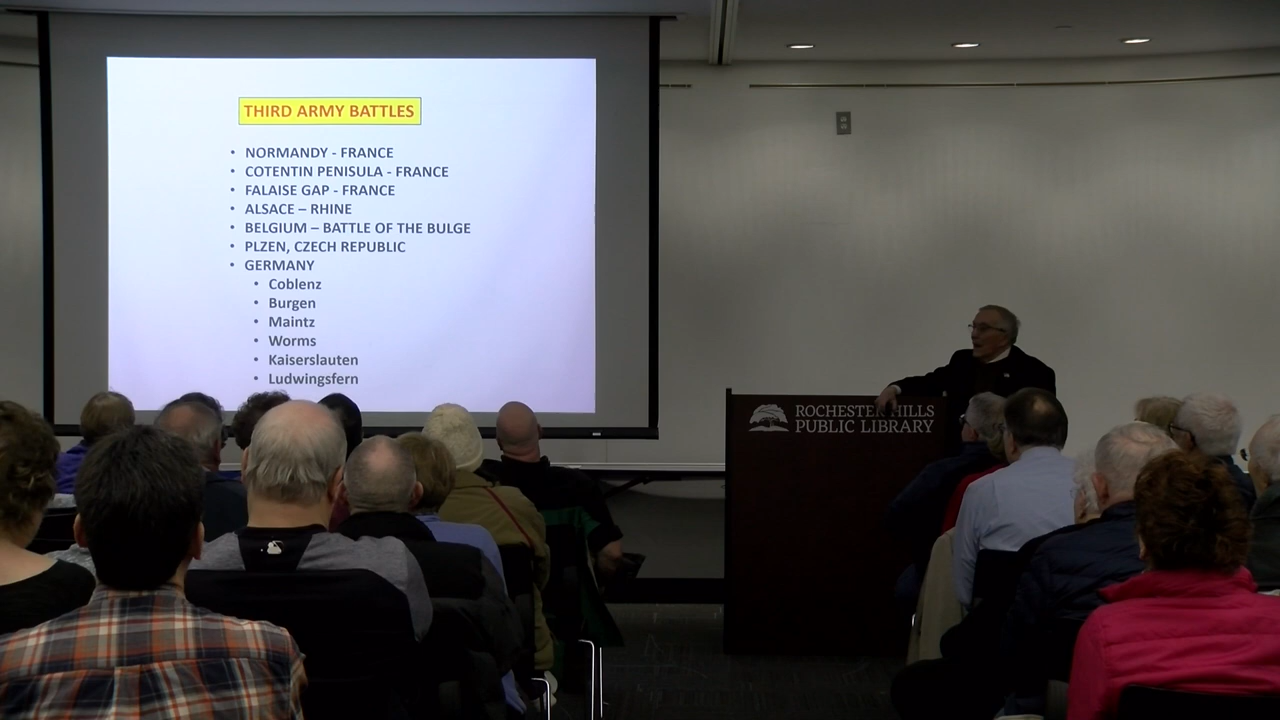 THIRD ARMY BATTLES
• NORMANDY - FRANCE
• COTENTIN PENISULA - FRANCE
• FALAISE GAP - FRANCE
• ALSACE – RHINE
• BELGIUM – BATTLE OF THE BULGE
• PLZEN, CZECH REPUBLIC
• GERMANY
• Coblenz
• Burgen
• Maintz
• Worms
• Kaiserslauten
• Ludwingsfern
ROCHESTER HILLS
PUBLIC LIBRARY